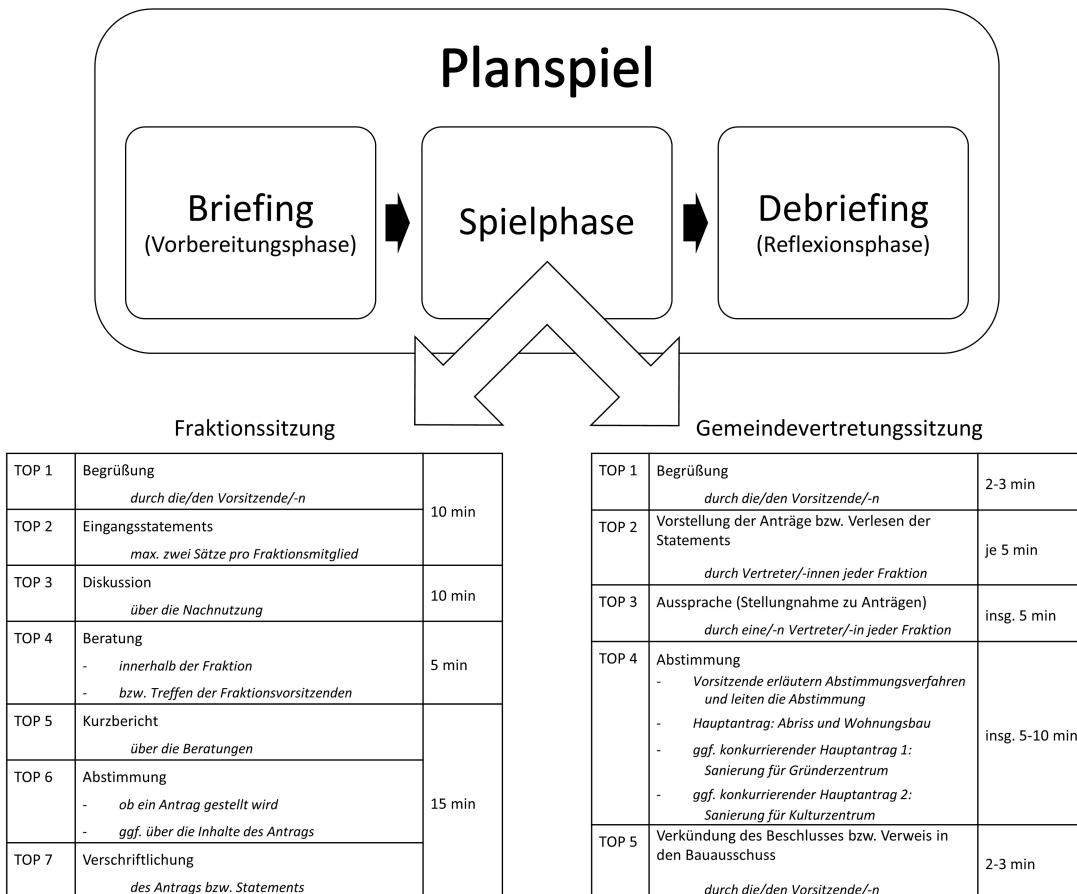 Planspiel
Briefing
(Vorbereitungsphase)
Spielphase
Debriefing
(Reflexionsphase)
Fraktionssitzung
TOP 1 Begrüßung
durch die/den Vorsitzende/-n
10 min
TOP 2 Eingangsstatements
max. zwei Sätze pro Fraktionsmitglied
TOP 3 Diskussion
über die Nachnutzung
10 min
TOP 4 Beratung
- innerhalb der Fraktion
- bzw. Treffen der Fraktionsvorsitzenden
5 min
TOP 5 Kurzbericht
über die Beratungen
TOP 6 Abstimmung
- ob ein Antrag gestellt wird
- ggf. über die Inhalte des Antrags
15 min
TOP 7 Verschriftlichung
des Antrags bzw. Statements
Gemeindevertretungssitzung
TOP 1 Begrüßung
durch die/den Vorsitzende/-n
2-3 min
TOP 2 Vorstellung der Anträge bzw. Verlesen der
Statements
durch Vertreter/-innen jeder Fraktion
je 5 min
TOP 3 Aussprache (Stellungnahme zu Anträgen)
durch eine/-n Vertreter/-in jeder Fraktion
insg. 5 min
TOP 4 Abstimmung
- Vorsitzende erläutern Abstimmungsverfahren
und leiten die Abstimmung
- Hauptantrag: Abriss und Wohnungsbau
- ggf. konkurrierender Hauptantrag 1:
Sanierung für Gründerzentrum
- ggf. konkurrierender Hauptantrag 2:
Sanierung für Kulturzentrum
insg. 5-10 min
TOP 5 Verkündung des Beschlusses bzw. Verweis in
den Bauausschuss
durch die/den Vorsitzende/-n
2-3 min